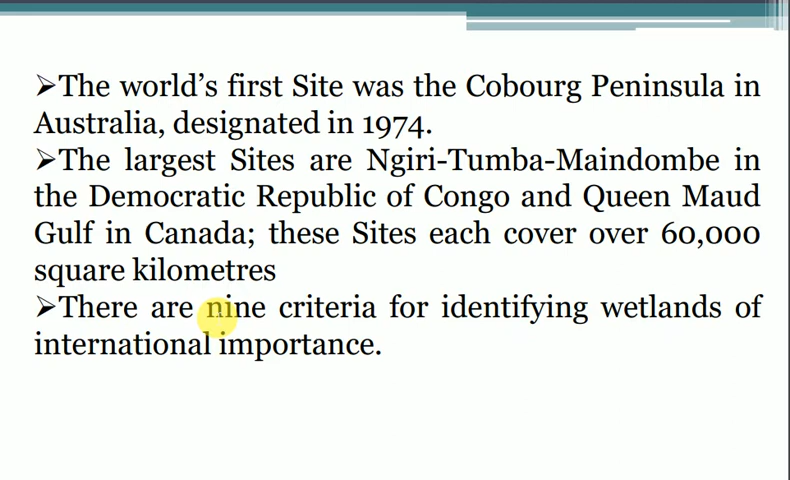 ➤The world's first Site was the Cobourg Peninsula in
Australia, designated in 1974.
➤The largest Sites are Ngiri-Tumba-Maindombe in
the Democratic Republic of Congo and Queen Maud
Gulf in Canada; these Sites each cover over 60,000
square kilometres
➤There are nine criteria for identifying wetlands of
international importance.